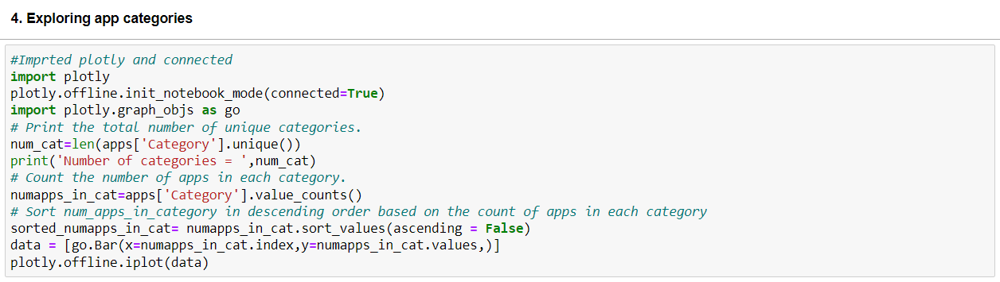 4. Exploring app categories
#Imprted plotly and connected
import plotly
plotly.offline.init_notebook_mode(connected=True)
import plotly.graph_objs as go
# Print the total number of unique categories.
num_cat=len(apps['Category'].unique())
print('Number of categories = ',num_cat)
# Count the number of apps in each category.
numapps_in_cat=apps['Category'].value_counts()
# Sort num_apps_in_category in descending order based on the count of apps in each category
sorted_numapps_in_cat= numapps_in_cat.sort_values(ascending = False)
data = [go.Bar(x=numapps_in_cat.index,y=numapps_in_cat.values,)]
plotly.offline.iplot(data)